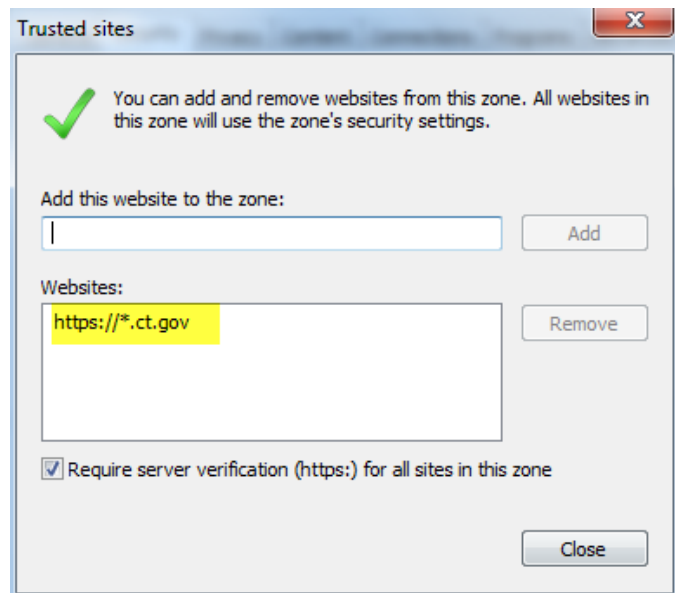 Trusted sites
You can add and remove websites from this zone. All websites in
this zone will use the zone's security settings.
Add this website to the zone:
Add
Websites:
https://*.ct.gov
Remove
Require server verification (https:) for all sites in this zone
Close